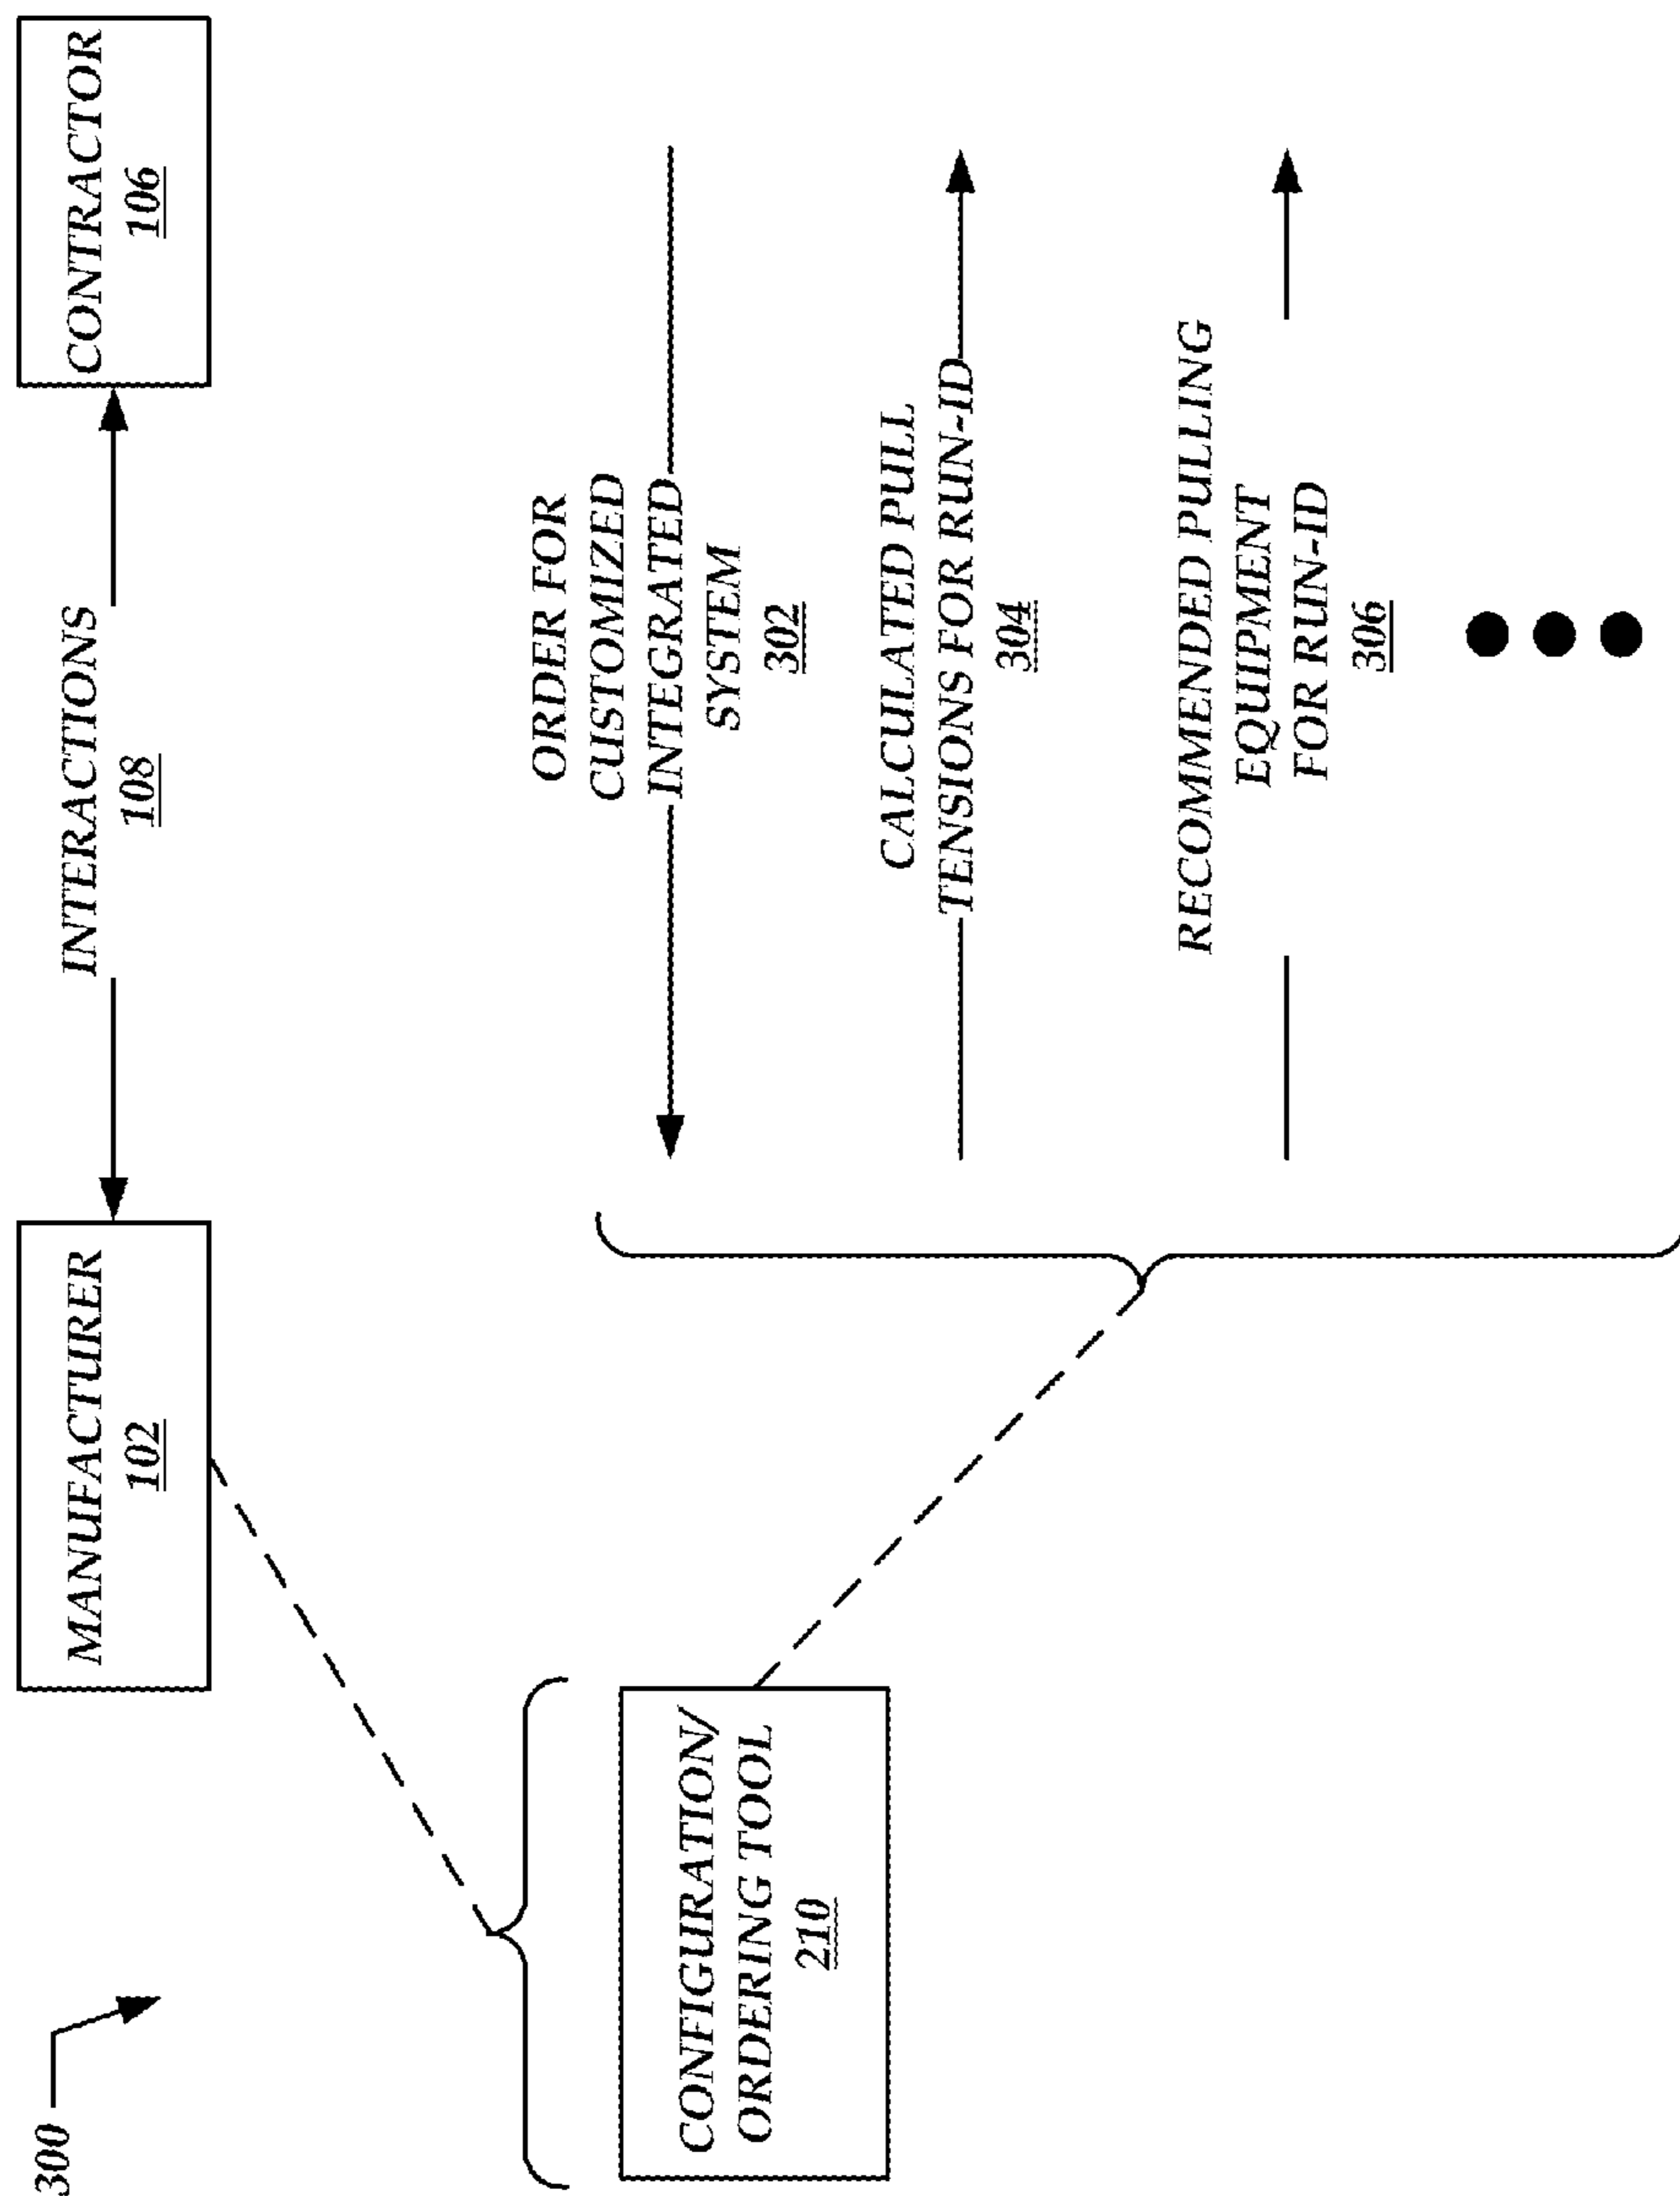 300
MANUFACTURER
102
INTERACTIONS
108
CONTRACTOR
106
CONFIGURATION/
ORDERING TOOL
210
ORDER FOR
CUSTOMIZED
INTEGRATED
SYSTEM
302
CALCULATED PULL
TENSIONS FOR RUN-ID
304
RECOMMENDED PULLING
EQUIPMENT
FOR RUN-ID
306